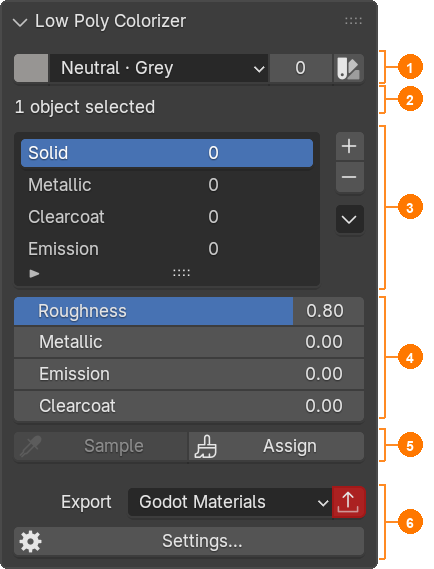 Low Poly Colorizer
Neutral · Grey 0 1
1 object selected 2
Solid 0
Metallic 0
Clearcoat 0
Emission 0
3
Roughness 0.80
Metallic 0.00
Emission 0.00
Clearcoat 0.00
4
Sample Assign 5
Export Godot Materials
Settings...
6